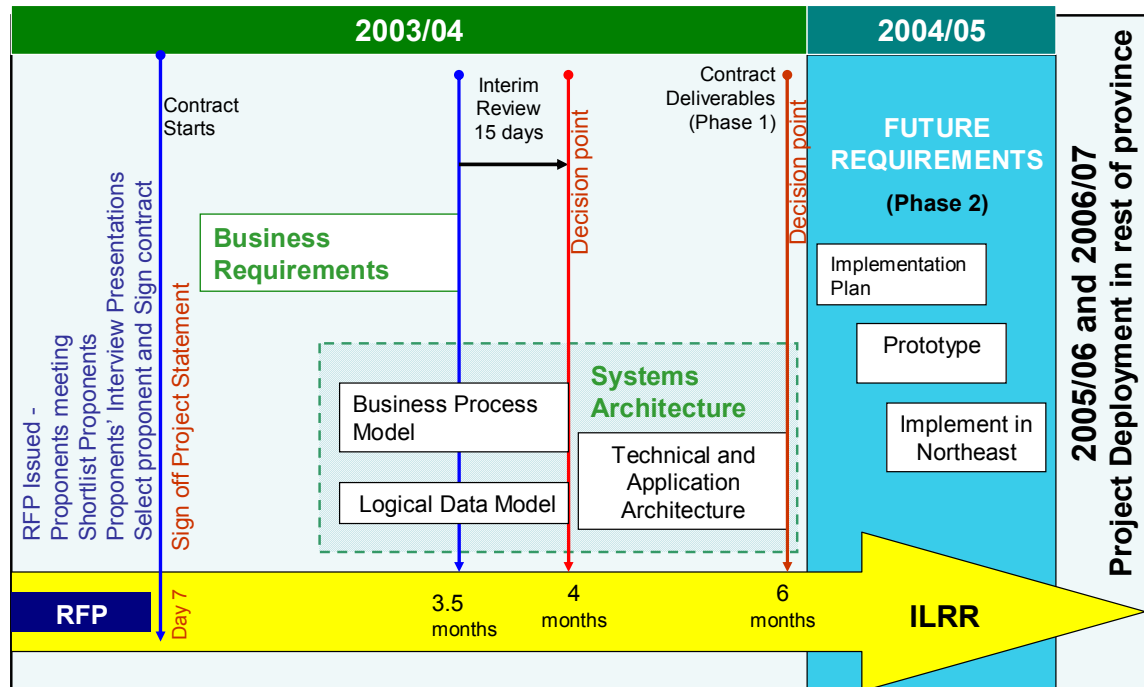 2003/04
2004/05
Contract
Starts
Interim
Review
15 days
Decision point
Contract
Deliverables
(Phase 1)
Decision point
RFP Issued -
Proponents meeting
Shortlist Proponents
Proponents’ Interview Presentations
Select proponent and Sign contract
Sign off Project Statement
Business
Requirements
Systems
Architecture
Business Process
Model
Logical Data Model
Technical and
Application
Architecture
FUTURE
REQUIREMENTS
(Phase 2)
Implementation
Plan
Prototype
Implement in
Northeast
2005/06 and 2006/07
Project Deployment in rest of province
RFP
Day 7
3.5
months
4
months
6
months
ILRR